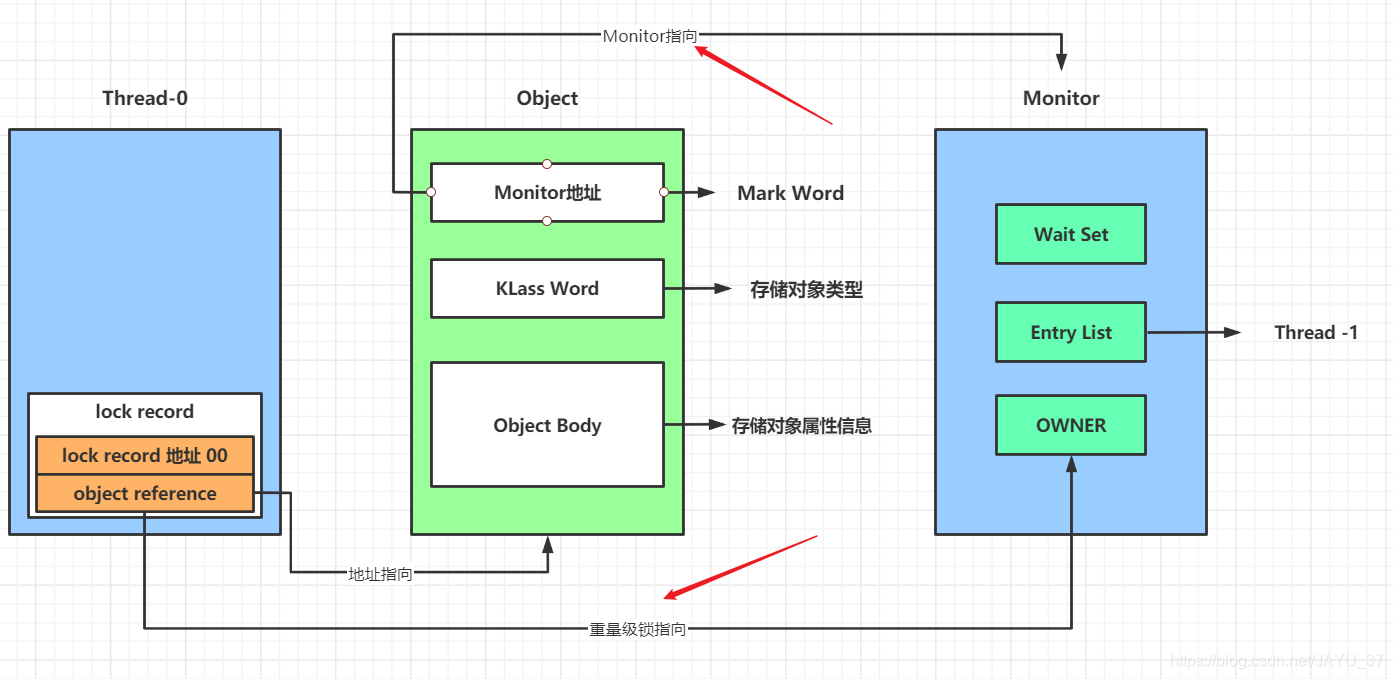 Monitor指向
Thread-0
Object
Monitor
Monitor地址
Mark Word
Wait Set
KLass Word
存储对象类型
Entry List
Thread -1
lock record
lock record 地址 00
object reference
Object Body
存储对象属性信息
OWNER
地址指向
重量级锁指向
https://blog.csdn.net/JAYU_37